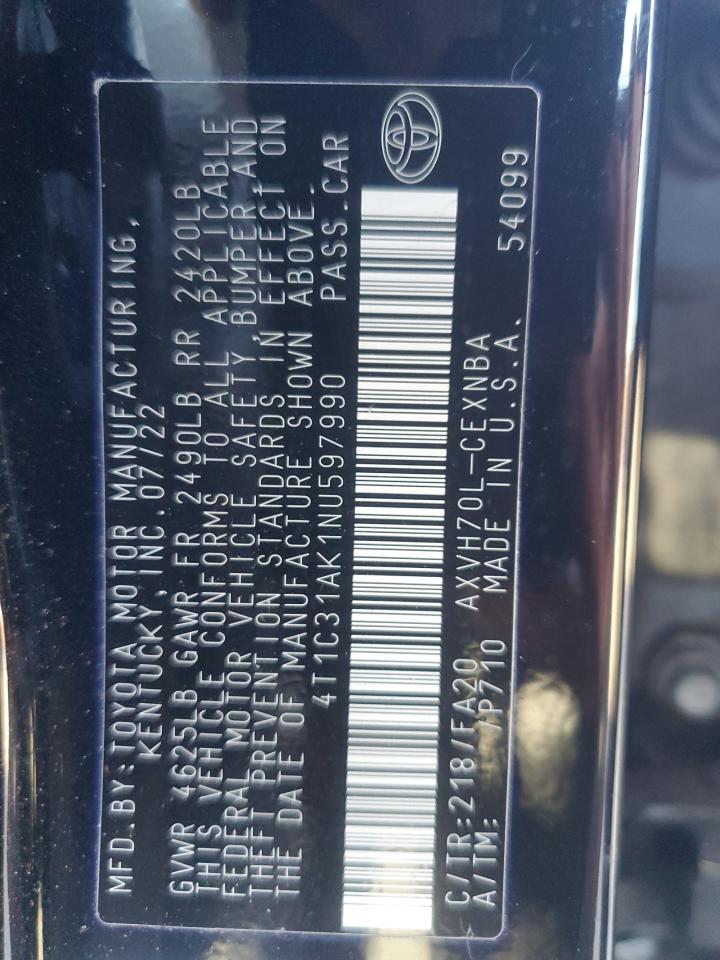 MFD.BY:TOYOTA MOTOR MANUFACTURING,
KENTUCKY, INC.07/22
GVWR 4625LB GAWR FR 2490LB RR 2420LB
THIS VEHICLE CONFORMS TO ALL APPLICABLE
FEDERAL MOTOR VEHICLE SAFETY,BUMPER,AND
THEFT PREVENTION STANDARDS IN EFFECT ON
THE DATE OF MANUFACTURE SHOWN ABOVE.
4T1C31AK1NU597990 PASS.CAR
C/TR:218/FA20 AXVH70L-CEXNBA
A/TM: /P710 MADE IN U.S.A. 54099